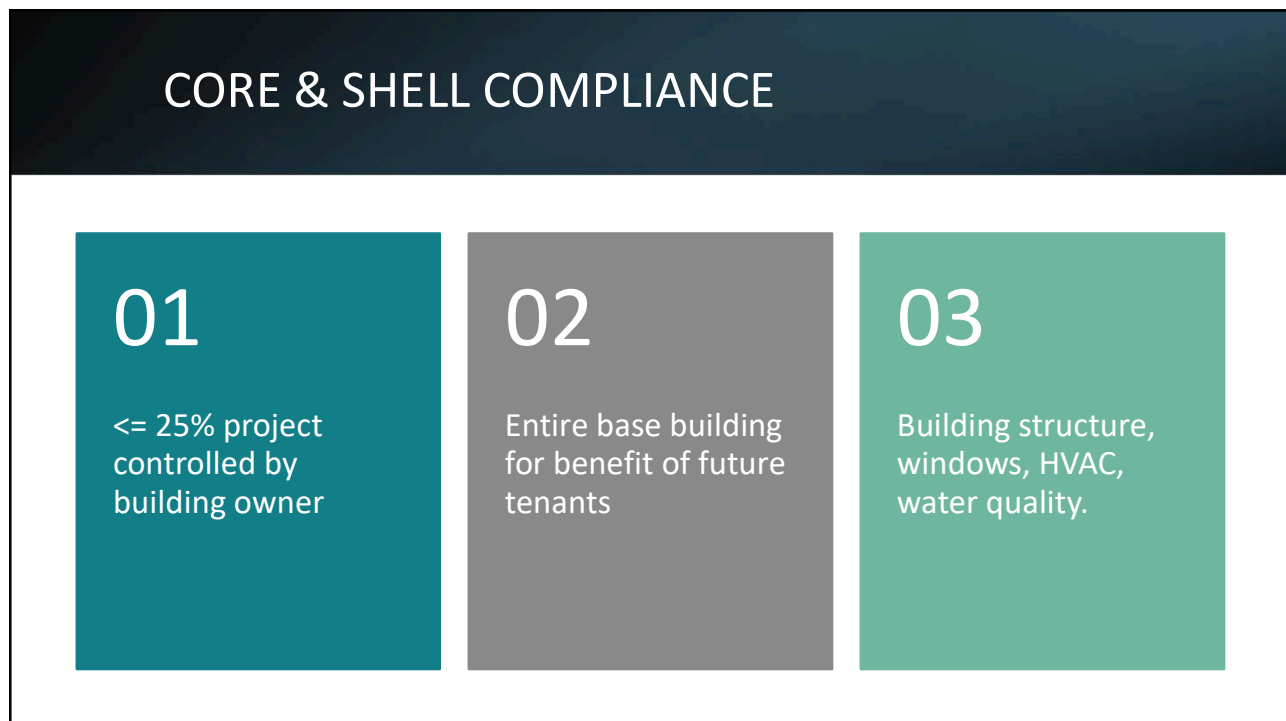 CORE & SHELL COMPLIANCE
01
<= 25% project
controlled by
building owner
02
Entire base building
for benefit of future
tenants
03
Building structure,
windows, HVAC,
water quality.